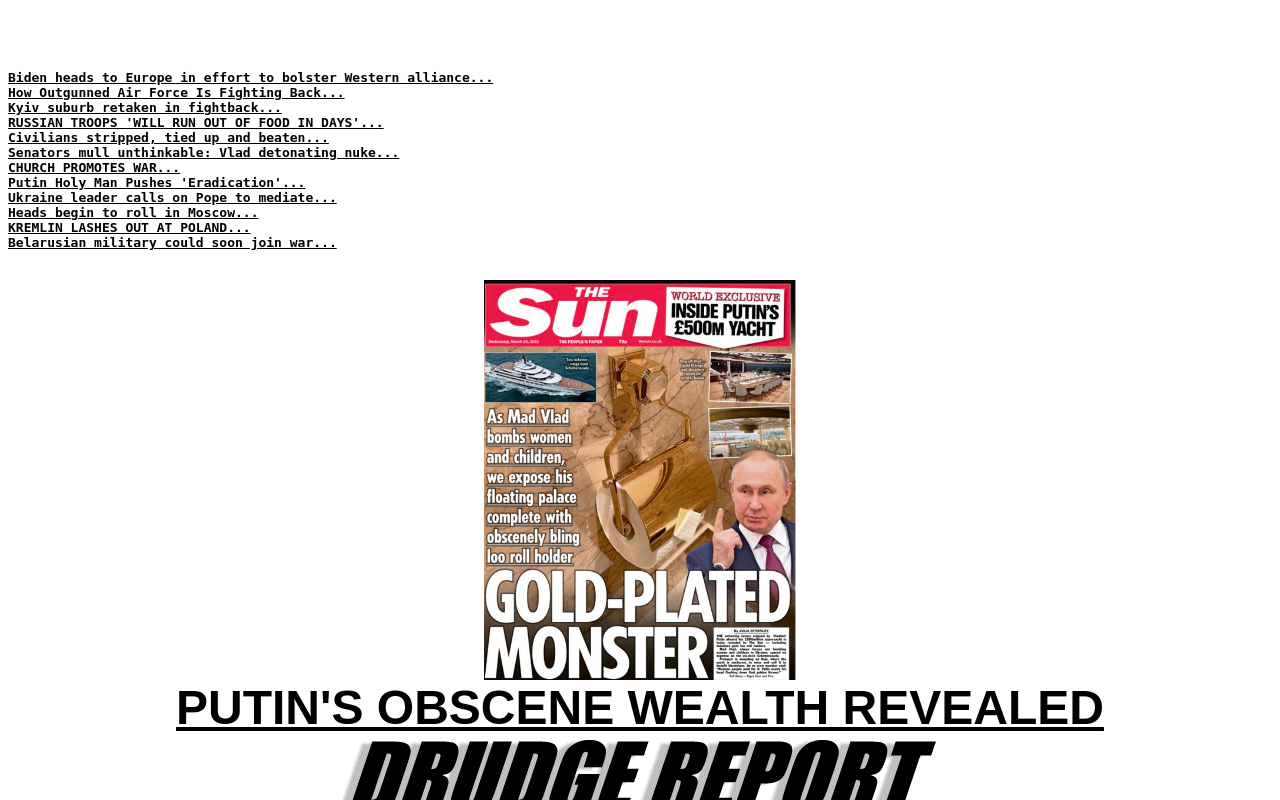 Biden heads to Europe in effort to bolster Western alliance...
How Outgunned Air Force Is Fighting Back...
Kyiv suburb retaken in fightback...
RUSSIAN TROOPS 'WILL RUN OUT OF FOOD IN DAYS'...
Civilians stripped, tied up and beaten...
Senators mull unthinkable: Vlad detonating nuke...
CHURCH PROMOTES WAR...
Putin Holy Man Pushes 'Eradication'...
Ukraine leader calls on Pope to mediate...
Heads begin to roll in Moscow...
KREMLIN LASHES OUT AT POLAND...
Belarusian military could soon join war...
THE
Sun
WORLD EXCLUSIVE
INSIDE PUTIN'S
£500M YACHT
THE PEOPLE'S PAPER
As Mad Vlad
bombs women
and children,
we expose his
floating palace
complete with
obscenely bling
loo roll holder
GOLD-PLATED
MONSTER
PUTIN'S OBSCENE WEALTH REVEALED
DRUDGE REPORT